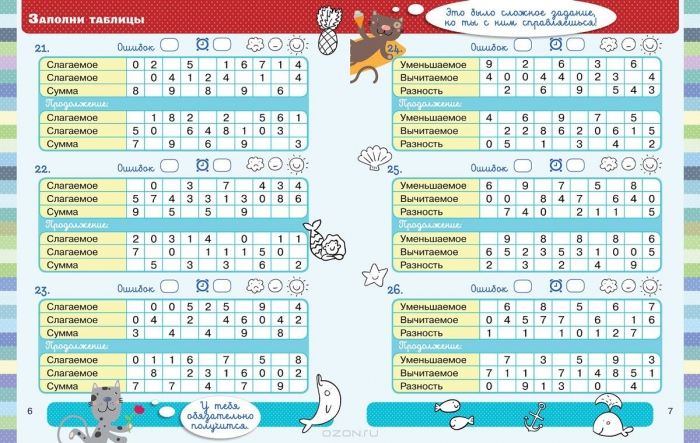 Заполни таблицы
Это было сложное задание,
но ты с ним справляешься!
21. Ошибок
Слагаемое 0 2 5 1 6 7 1 4
Слагаемое 0 4 1 2 4 1 4
Сумма 8 9 8 9 6
Продолжение:
Слагаемое 1 8 2 2 5 6 1
Слагаемое 5 0 6 4 8 1 0 3
Сумма 7 9 6 9 3
22. Ошибок
Слагаемое 0 3 7 4 3 4
Слагаемое 5 7 4 3 3 1 3 0 8 6
Сумма 9 5 5 9
Продолжение:
Слагаемое 2 0 3 1 4 0 1 1
Слагаемое 7 0 1 1 1 5 0
Сумма 5 3 3 6 2
23. Ошибок
Слагаемое 0 0 5 2 5 9 4
Слагаемое 0 4 2 4 6 0 4 2
Сумма 3 4 4 9 8
Продолжение:
Слагаемое 0 1 1 6 7 5 8
Слагаемое 8 2 3 1 6 0 0 2
Сумма 7 7 4 7 7 9
6
У тебя
обязательно
получится.
24. Ошибок
Уменьшаемое 9 2 6 3 6
Вычитаемое 4 0 0 4 4 0 2 3 4
Разность 2 6 9 5 4 3
Продолжение:
Уменьшаемое 4 6 9 7 5
Вычитаемое 2 2 8 6 2 0 6 1 5
Разность 0 5 1 3 2 0 5
25. Ошибок
Уменьшаемое 6 9 7 5 8
Вычитаемое 0 0 4 0 2 0
Разность 7 4 0 2 1 1 5
Продолжение:
Уменьшаемое 9 8 8 8 6
Вычитаемое 6 5 2 3 5 3 1 0 0 5
Разность 2 3 2 4 9
26. Ошибок
Уменьшаемое 6 8 5 6 7
Вычитаемое 0 4 5 7 7 6 1 6
Разность 1 1 1 0 1 2 7
Продолжение:
Уменьшаемое 7 3 5 9 3
Вычитаемое 7 1 1 4 2 4 8 5 1
Разность 0 9 0 1 3 7
7
ozon.ru